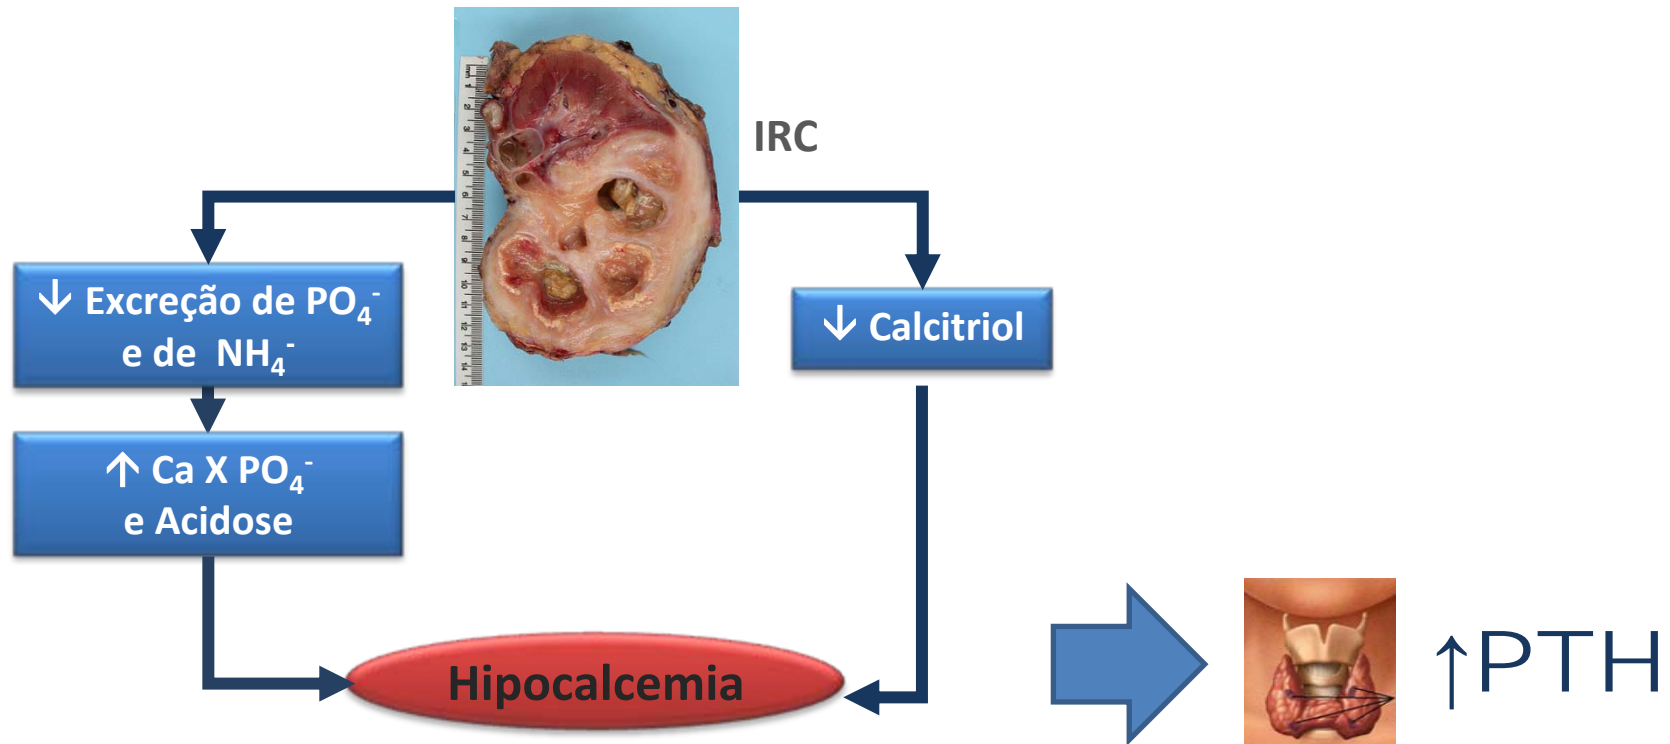 IRC
↓ Excreção de PO₄⁻
e de NH₄⁻
↓ Calcitriol
↑ Ca X PO₄⁻
e Acidose
Hipocalcemia
↑PTH